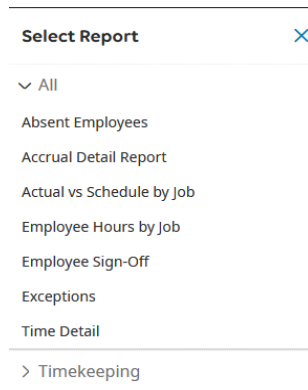 Select Report
All
Absent Employees
Accrual Detail Report
Actual vs Schedule by Job
Employee Hours by Job
Employee Sign-Off
Exceptions
Time Detail
Timekeeping